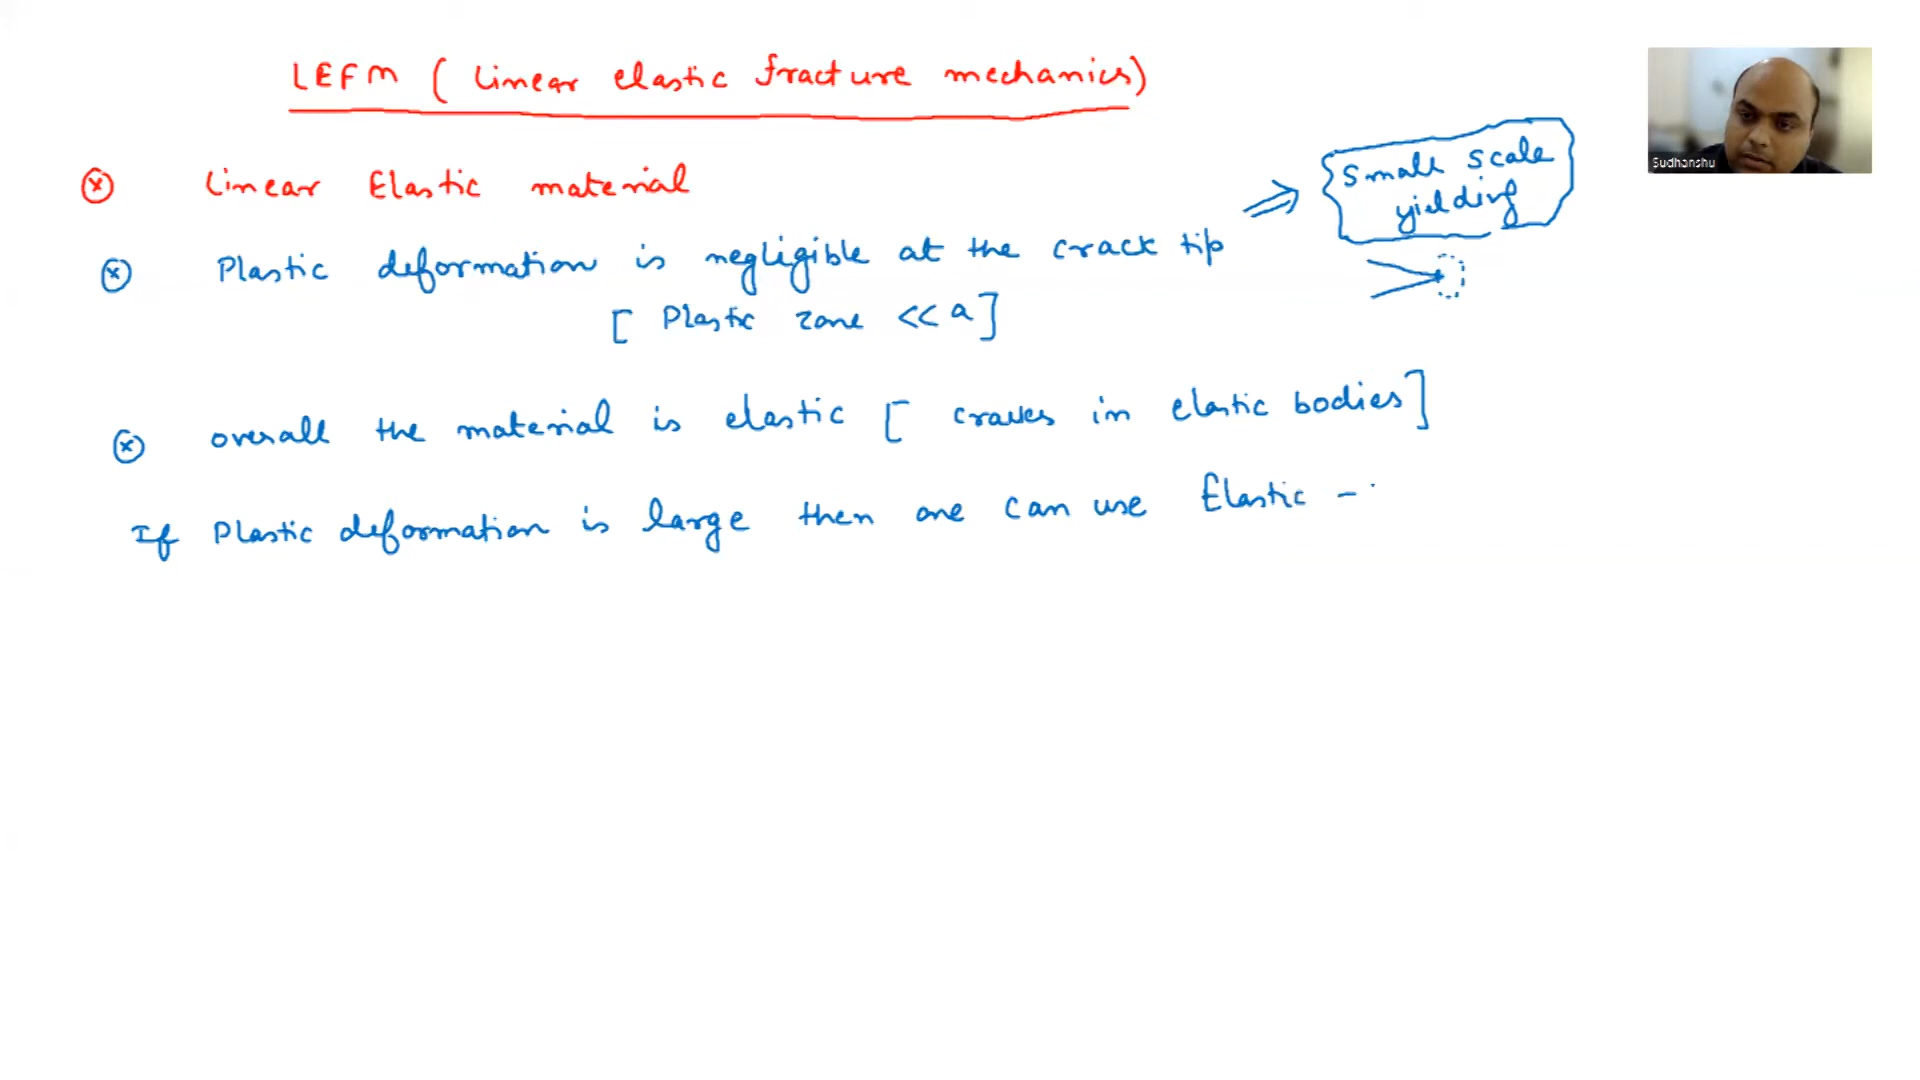 LEFM ( Linear elastic fracture mechanics)
Sudhanshu
Linear Elastic material
⇒ Small scale
yielding
Plastic deformation is negligible at the crack tip
[ Plastic zone << a ]
overall the material is elastic [ cracks in elastic bodies ]
If Plastic deformation is large then one can use Elastic -